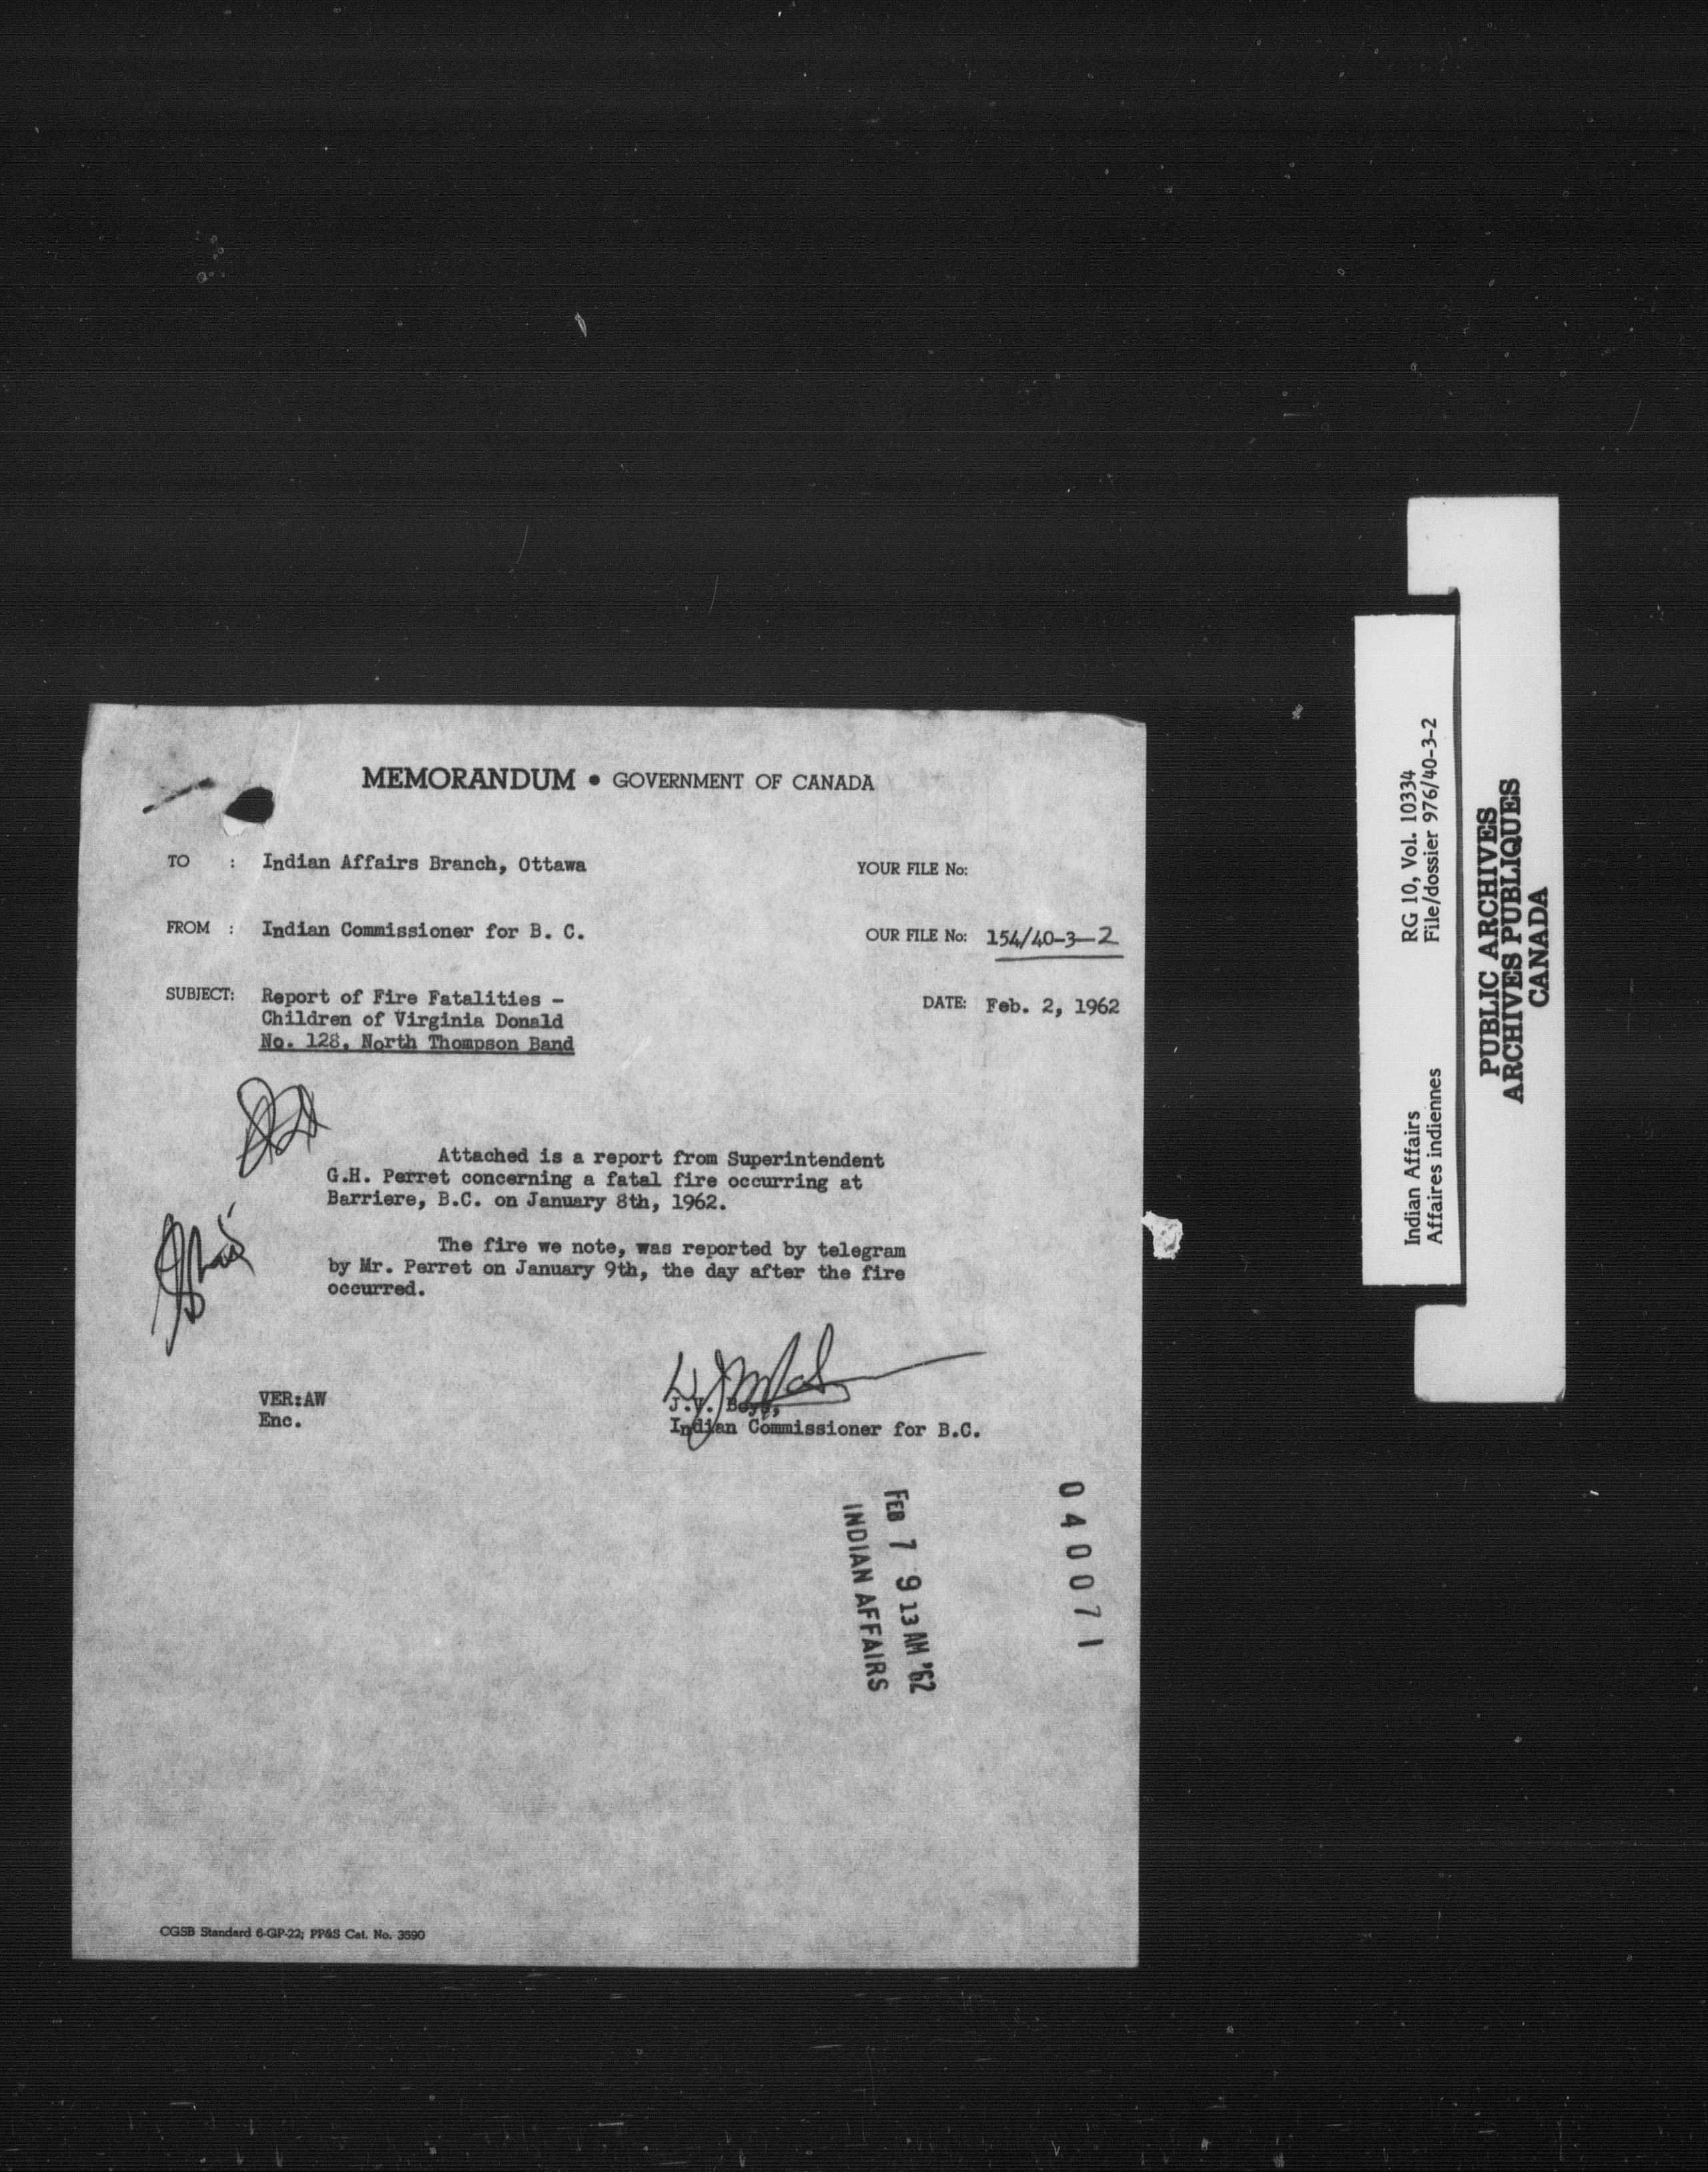 MEMORANDUM • GOVERNMENT OF CANADA
TO : Indian Affairs Branch, Ottawa
YOUR FILE No:
FROM : Indian Commissioner for B. C.
OUR FILE No: 154/40-3-2
SUBJECT: Report of Fire Fatalities -
Children of Virginia Donald
No. 128, North Thompson Band
DATE: Feb. 2, 1962
Attached is a report from Superintendent
G.H. Perret concerning a fatal fire occurring at
Barriere, B.C. on January 8th, 1962.
The fire we note, was reported by telegram
by Mr. Perret on January 9th, the day after the fire
occurred.
VER:AW
Enc.
J.V. Boys,
Indian Commissioner for B.C.
FEB 7 9 13 AM '62
INDIAN AFFAIRS
040071
CGSB Standard 6-GP-22; PP&S Cat. No. 3590
Indian Affairs RG 10, Vol. 10334
Affaires indiennes File/dossier 976/40-3-2
PUBLIC ARCHIVES
ARCHIVES PUBLIQUES
CANADA